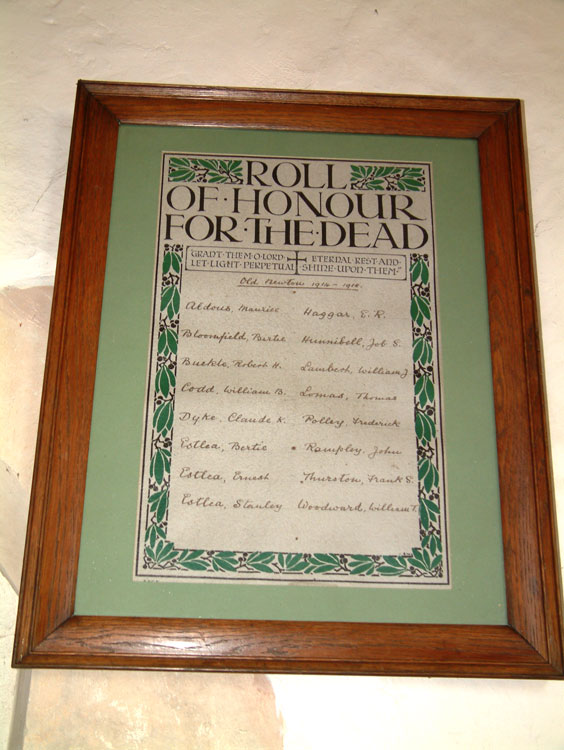 ROLL
OF·HONOUR
FOR·THE·DEAD
GRANT·THEM·O·LORD· ETERNAL·REST·AND·
LET·LIGHT·PERPETUAL SHINE·UPON·THEM·
Old Newton 1914-1918.
Aldous, Maurice Haggar, E. R.
Bloomfield, Bertie Hunnibell, Job S.
Buckle, Robert H. Lambert, William J.
Codd, William B. Lomas, Thomas
Dyke, Claude K. Polley, Frederick
Estlea, Bertie Rampley, John
Estlea, Ernest Thurston, Frank S.
Estlea, Stanley Woodward, William T.